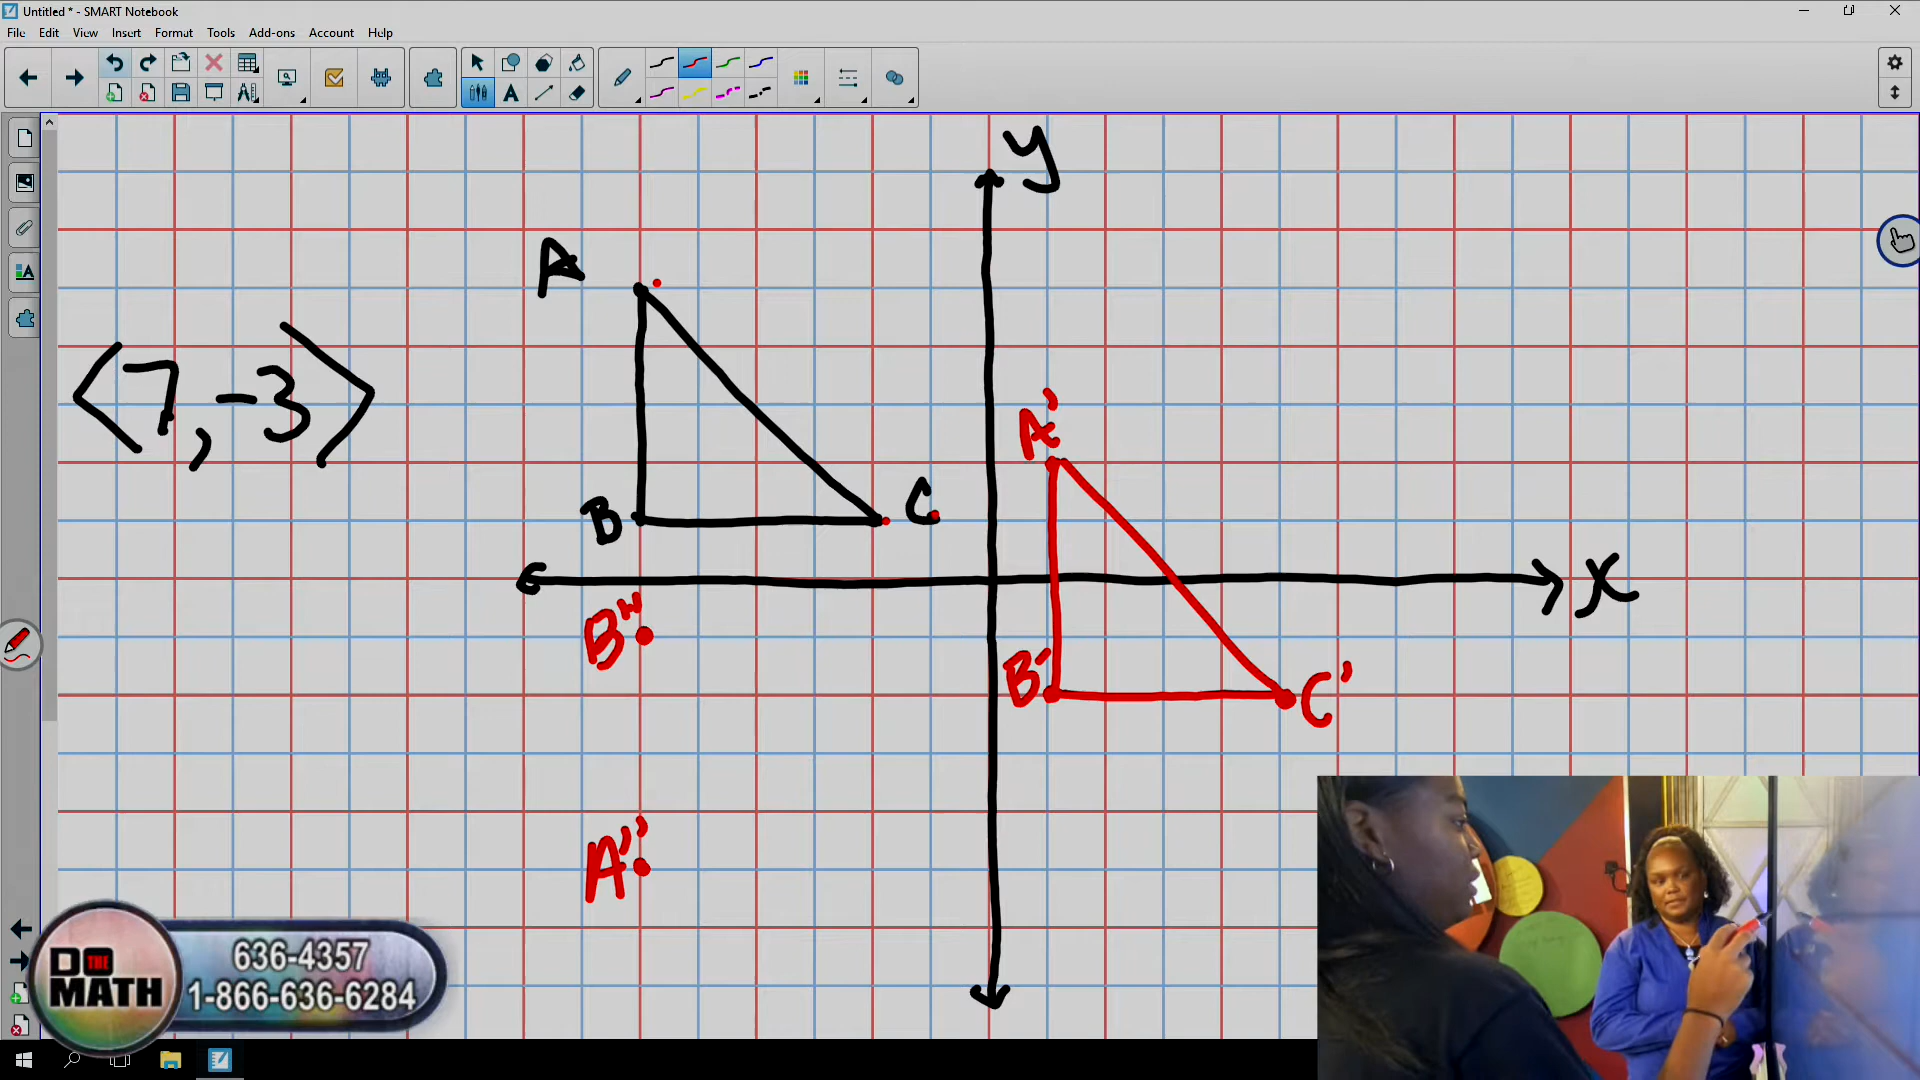 Untitled * - SMART Notebook
File Edit View Insert Format Tools Add-ons Account Help
y
A
<7, -3>
A'
B
C
x
B''
B'
C'
A''
DO THE MATH
636-4357
1-866-636-6284